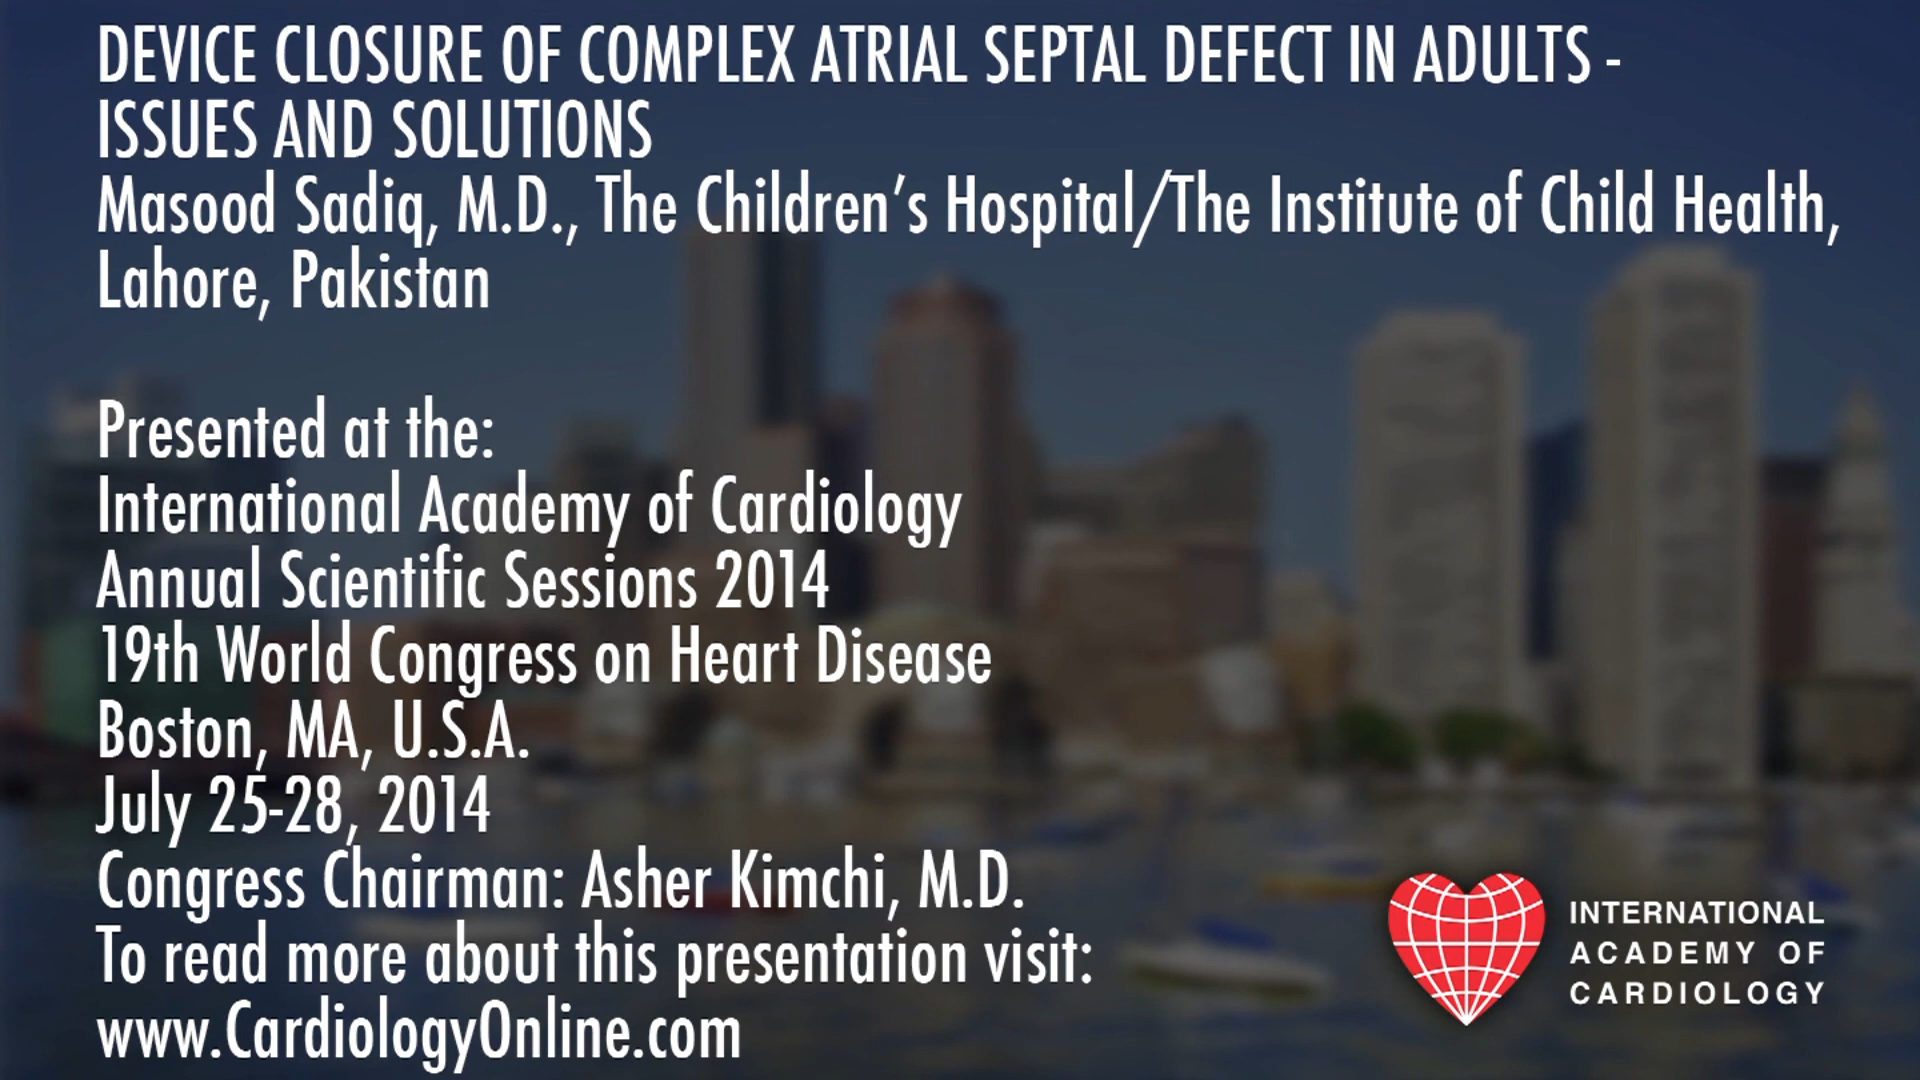 DEVICE CLOSURE OF COMPLEX ATRIAL SEPTAL DEFECT IN ADULTS -
ISSUES AND SOLUTIONS
Masood Sadiq, M.D., The Children’s Hospital/The Institute of Child Health,
Lahore, Pakistan
Presented at the:
International Academy of Cardiology
Annual Scientific Sessions 2014
19th World Congress on Heart Disease
Boston, MA, U.S.A.
July 25-28, 2014
Congress Chairman: Asher Kimchi, M.D.
To read more about this presentation visit:
www.CardiologyOnline.com
INTERNATIONAL
ACADEMY OF
CARDIOLOGY